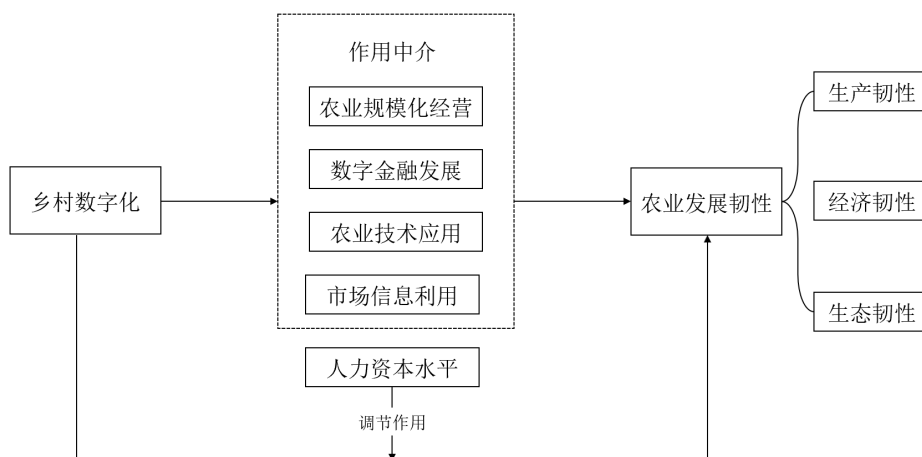 作用中介
农业规模化经营
数字金融发展
农业技术应用
市场信息利用
乡村数字化
农业发展韧性
生产韧性
经济韧性
生态韧性
人力资本水平
调节作用